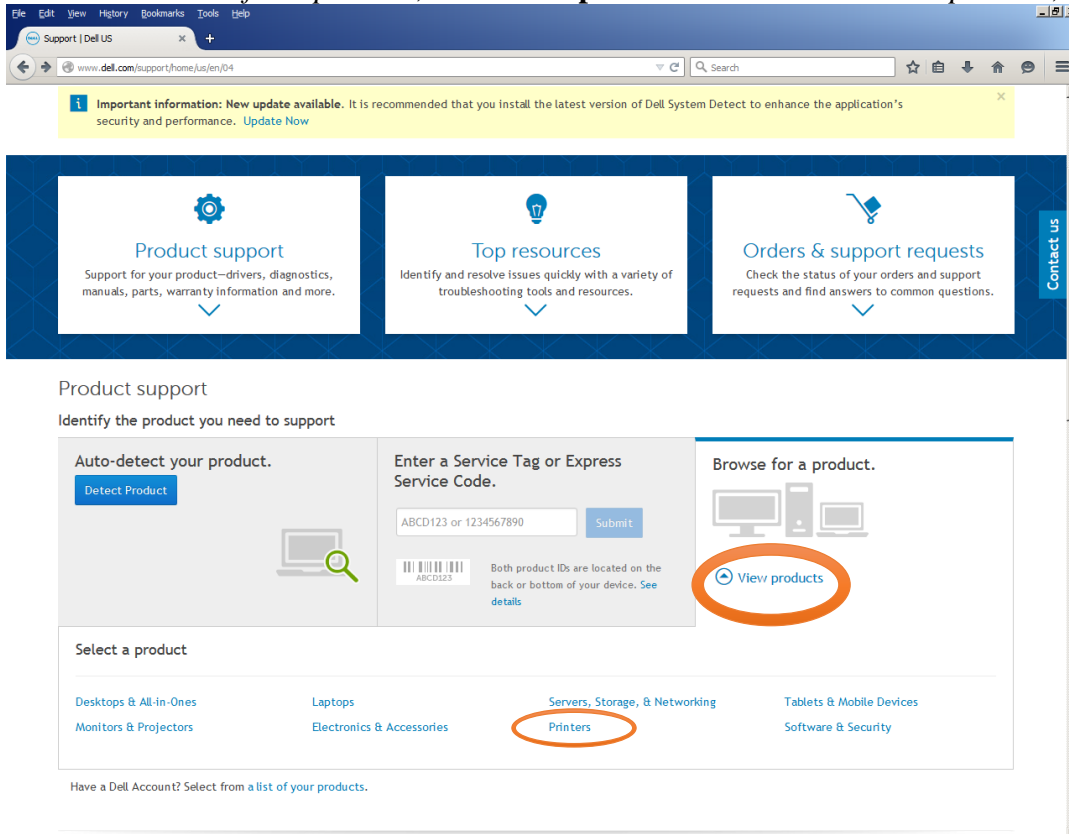 File Edit View History Bookmarks Tools Help
Support | Dell US × +
www.dell.com/support/home/us/en/04 Search
i Important information: New update available. It is recommended that you install the latest version of Dell System Detect to enhance the application's ×
security and performance. Update Now
Product support
Support for your product—drivers, diagnostics,
manuals, parts, warranty information and more.
Top resources
Identify and resolve issues quickly with a variety of
troubleshooting tools and resources.
Orders & support requests
Check the status of your orders and support
requests and find answers to common questions.
Contact us
Product support
Identify the product you need to support
Auto-detect your product.
Detect Product
Enter a Service Tag or Express
Service Code.
ABCD123 or 1234567890 Submit
ABCD123
Both product IDs are located on the
back or bottom of your device. See
details
Browse for a product.
View products
Select a product
Desktops & All-in-Ones Laptops Servers, Storage, & Networking Tablets & Mobile Devices
Monitors & Projectors Electronics & Accessories Printers Software & Security
Have a Dell Account? Select from a list of your products.